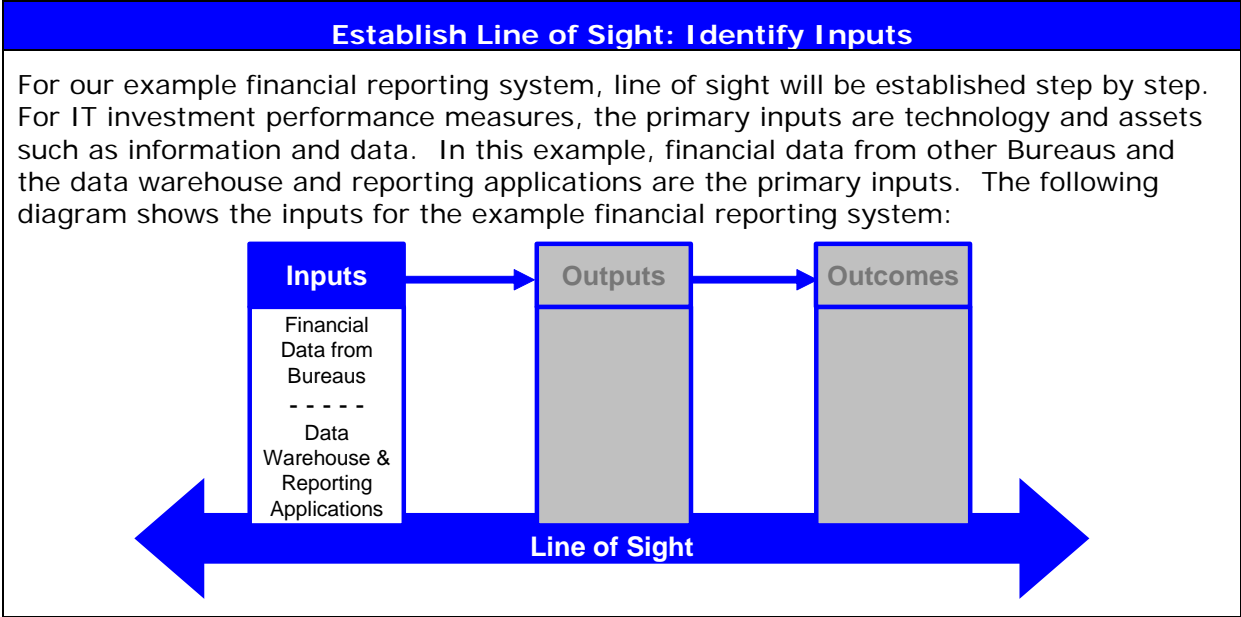 Establish Line of Sight: Identify Inputs
For our example financial reporting system, line of sight will be established step by step.
For IT investment performance measures, the primary inputs are technology and assets
such as information and data. In this example, financial data from other Bureaus and
the data warehouse and reporting applications are the primary inputs. The following
diagram shows the inputs for the example financial reporting system:
Inputs
Outputs
Outcomes
Financial
Data from
Bureaus
- - - - -
Data
Warehouse &
Reporting
Applications
Line of Sight